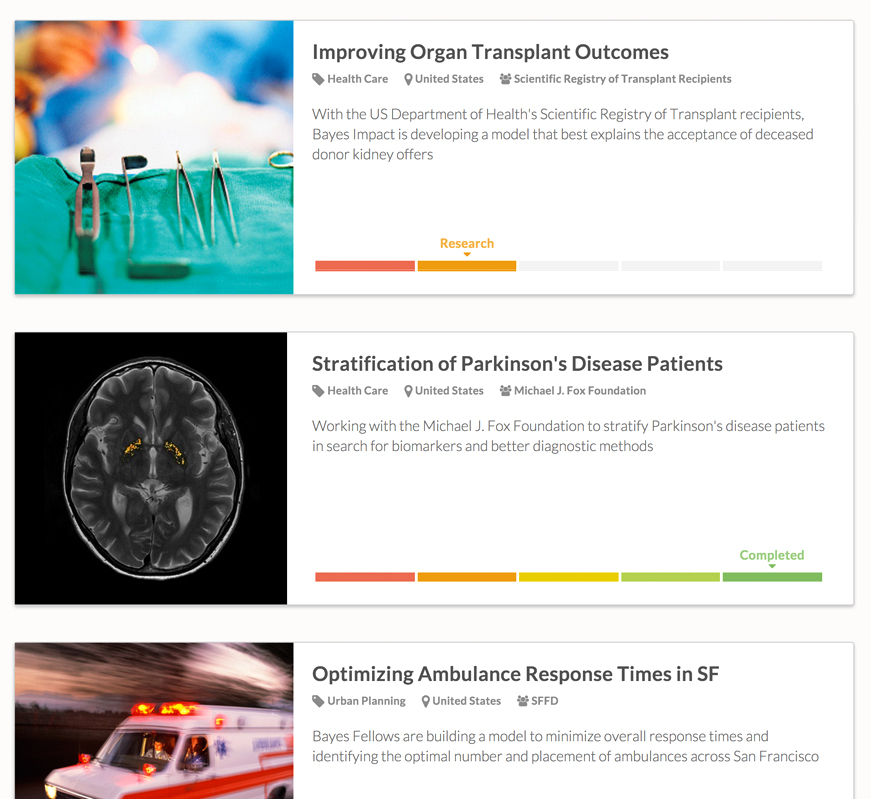 Improving Organ Transplant Outcomes
Health Care United States Scientific Registry of Transplant Recipients
With the US Department of Health's Scientific Registry of Transplant recipients,
Bayes Impact is developing a model that best explains the acceptance of deceased
donor kidney offers
Research
Stratification of Parkinson's Disease Patients
Health Care United States Michael J. Fox Foundation
Working with the Michael J. Fox Foundation to stratify Parkinson's disease patients
in search for biomarkers and better diagnostic methods
Completed
Optimizing Ambulance Response Times in SF
Urban Planning United States SFFD
Bayes Fellows are building a model to minimize overall response times and
identifying the optimal number and placement of ambulances across San Francisco